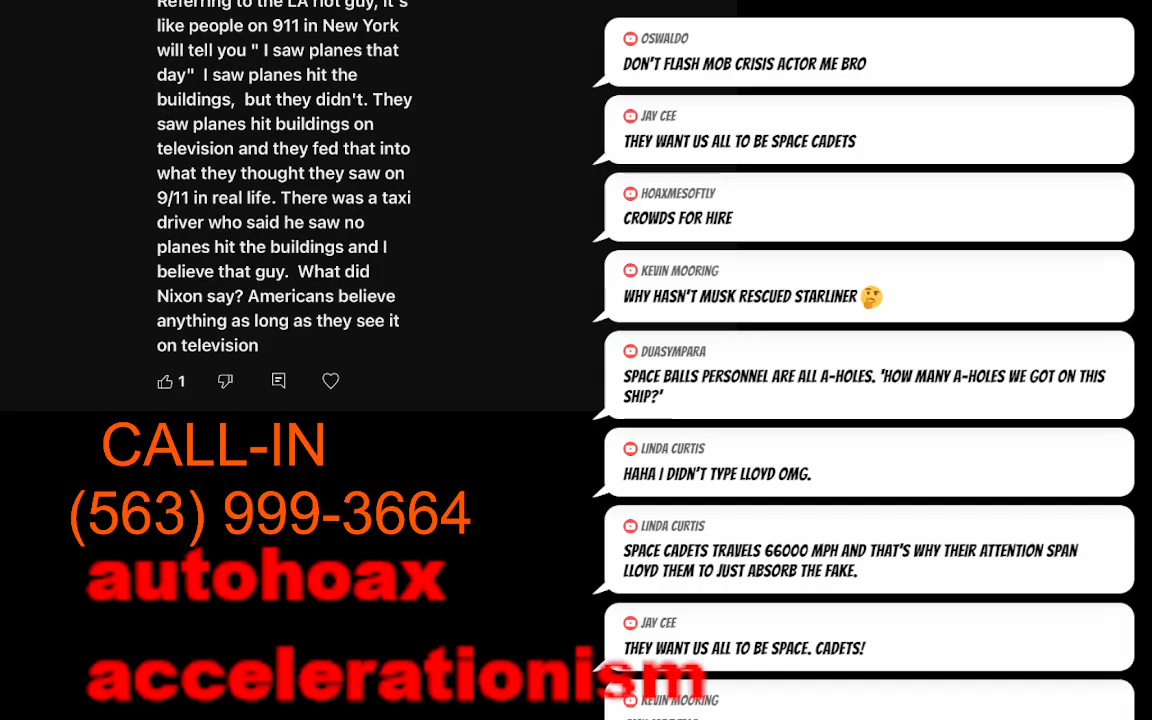 Referring to the LA riot guy, it's
like people on 911 in New York
will tell you " I saw planes that
day"  I saw planes hit the
buildings,  but they didn't. They
saw planes hit buildings on
television and they fed that into
what they thought they saw on
9/11 in real life. There was a taxi
driver who said he saw no
planes hit the buildings and I
believe that guy.  What did
Nixon say? Americans believe
anything as long as they see it
on television
1
CALL-IN
(563) 999-3664
autohoax
accelerationism
OSWALDO
DON'T FLASH MOB CRISIS ACTOR ME BRO
JAY CEE
THEY WANT US ALL TO BE SPACE CADETS
HOAXMESOFTLY
CROWDS FOR HIRE
KEVIN MOORING
WHY HASN'T MUSK RESCUED STARLINER 🤔
DUASYMPARA
SPACE BALLS PERSONNEL ARE ALL A-HOLES. 'HOW MANY A-HOLES WE GOT ON THIS
SHIP?'
LINDA CURTIS
HAHA I DIDN'T TYPE LLOYD OMG.
LINDA CURTIS
SPACE CADETS TRAVELS 66000 MPH AND THAT'S WHY THEIR ATTENTION SPAN
LLOYD THEM TO JUST ABSORB THE FAKE.
JAY CEE
THEY WANT US ALL TO BE SPACE. CADETS!
KEVIN MOORING